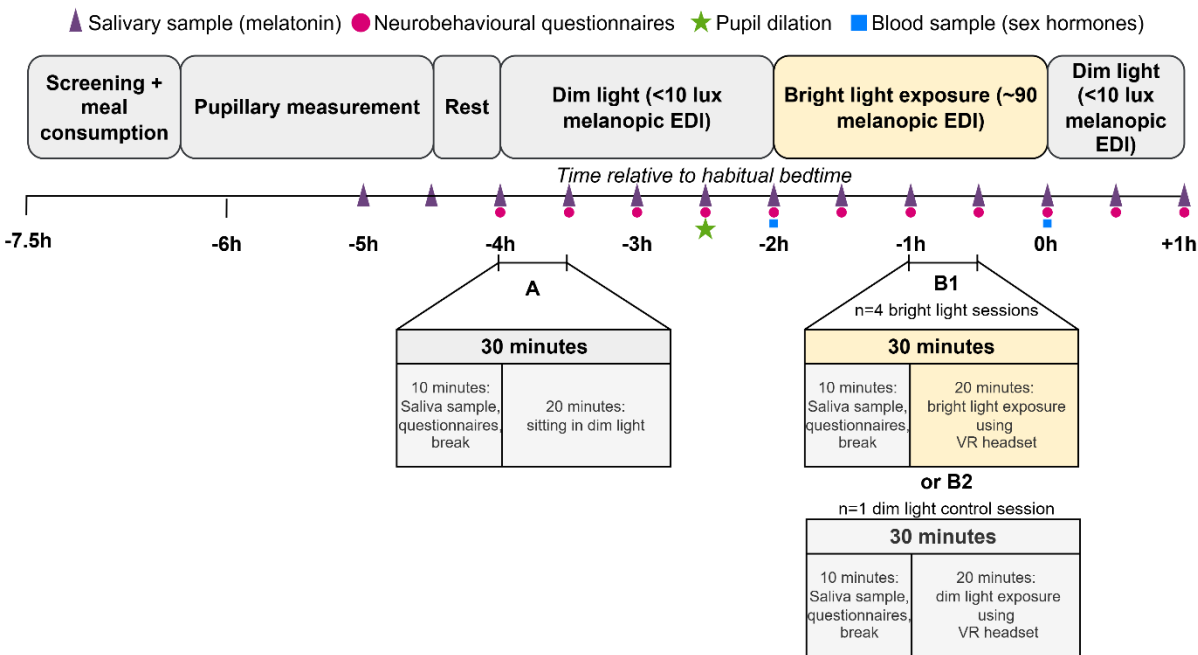 Salivary sample (melatonin) Neurobehavioural questionnaires Pupil dilation Blood sample (sex hormones)
Screening +
meal
consumption
Pupillary measurement
Rest
Dim light (<10 lux
melanopic EDI)
Bright light exposure (~90
melanopic EDI)
Dim light
(<10 lux
melanopic
EDI)
Time relative to habitual bedtime
-7.5h -6h -5h -4h -3h -2h -1h 0h +1h
A
30 minutes
10 minutes:
Saliva sample,
questionnaires,
break
20 minutes:
sitting in dim light
B1
n=4 bright light sessions
30 minutes
10 minutes:
Saliva sample,
questionnaires,
break
20 minutes:
bright light exposure
using
VR headset
or B2
n=1 dim light control session
30 minutes
10 minutes:
Saliva sample,
questionnaires,
break
20 minutes:
dim light exposure
using
VR headset